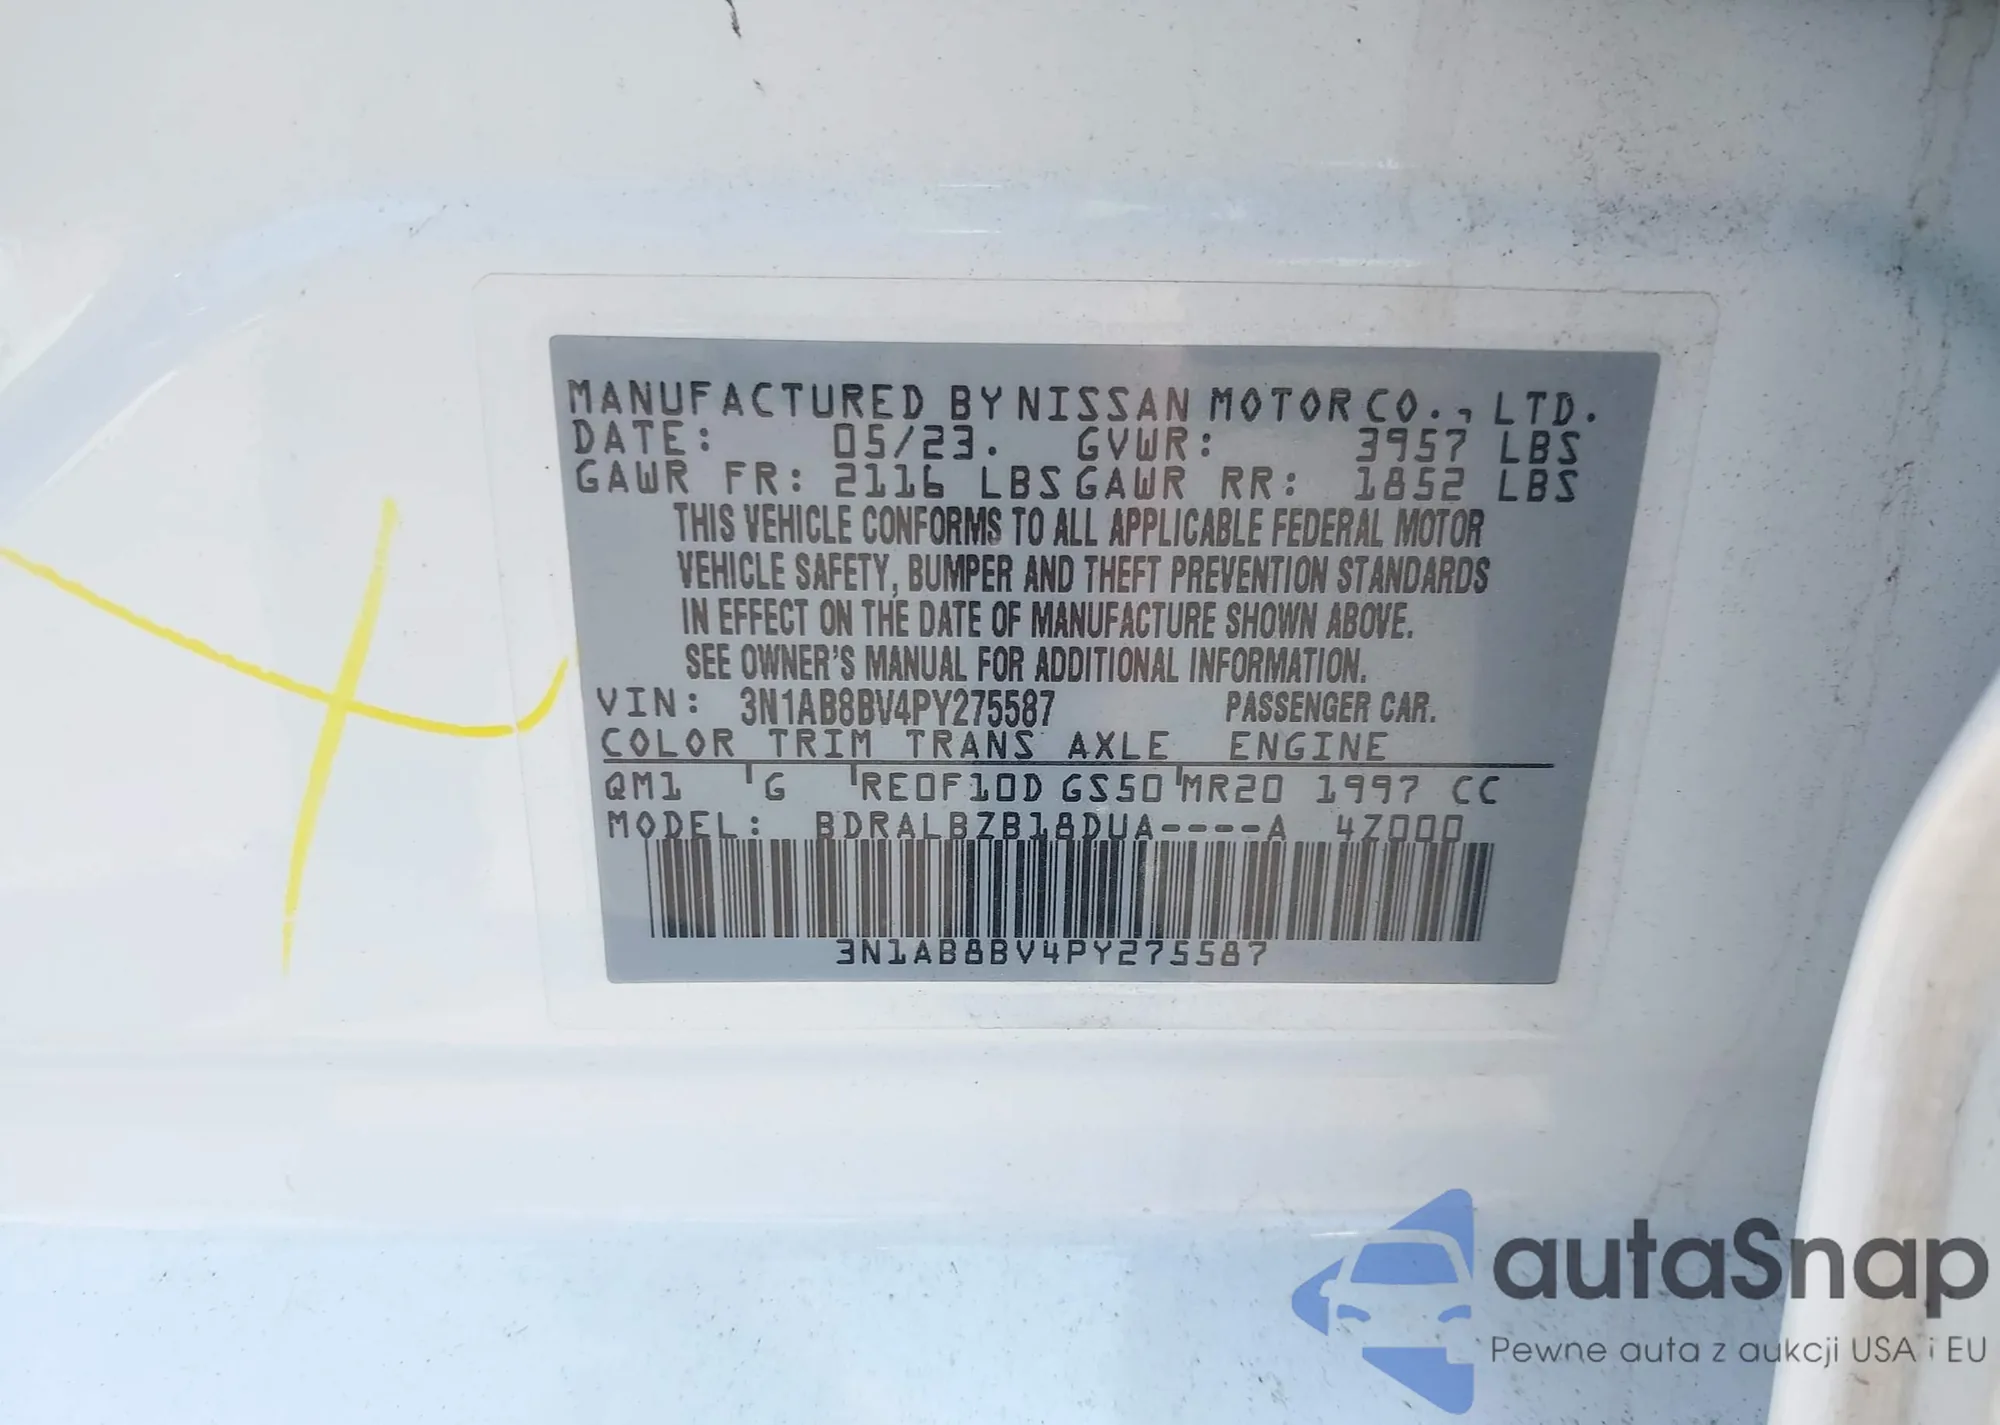 MANUFACTURED BY NISSAN MOTOR CO., LTD.
DATE: 05/23. GVWR: 3957 LBS
GAWR FR: 2116 LBS GAWR RR: 1852 LBS
THIS VEHICLE CONFORMS TO ALL APPLICABLE FEDERAL MOTOR
VEHICLE SAFETY, BUMPER AND THEFT PREVENTION STANDARDS
IN EFFECT ON THE DATE OF MANUFACTURE SHOWN ABOVE.
SEE OWNER'S MANUAL FOR ADDITIONAL INFORMATION.
VIN: 3N1AB8BV4PY275587 PASSENGER CAR.
COLOR TRIM TRANS AXLE ENGINE
QM1 G RE0F10D GS50 MR20 1997 CC
MODEL: BDRALBZB18DUA----A 4Z000
3N1AB8BV4PY275587
autaSnap
Pewne auta z aukcji USA i EU